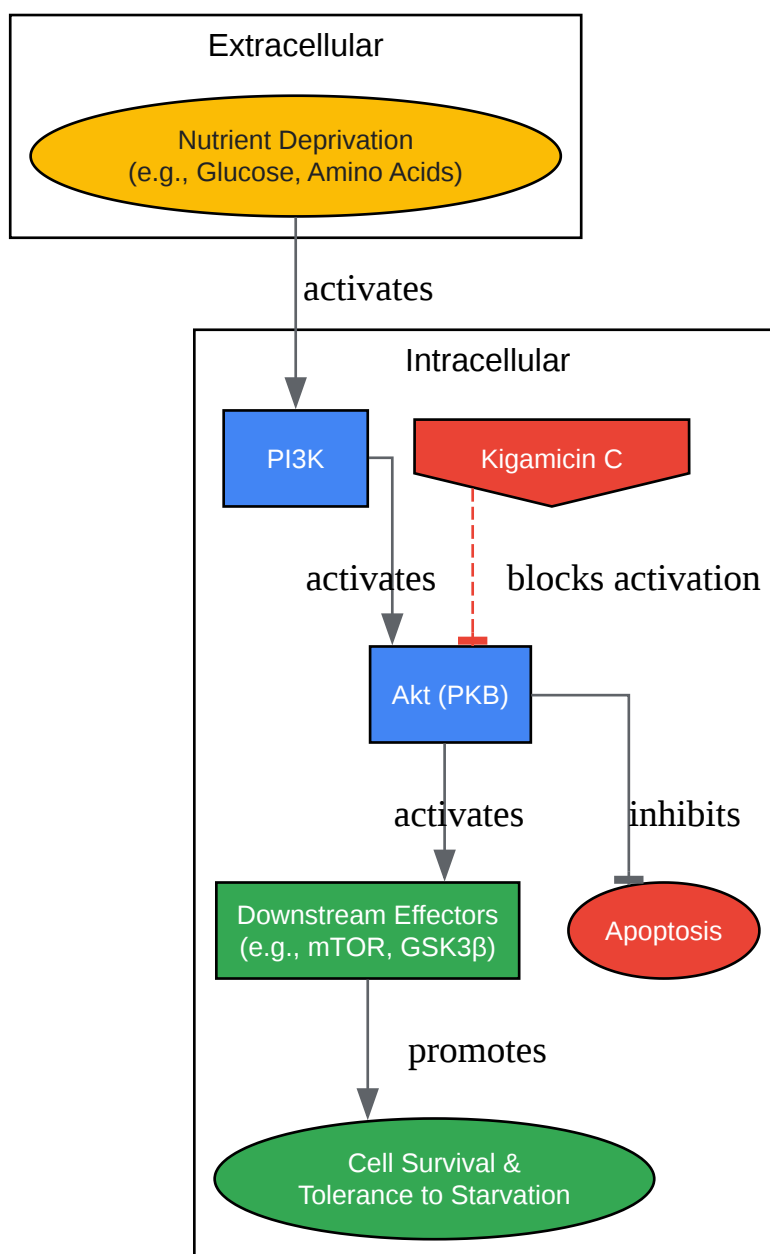 Extracellular
Nutrient Deprivation
(e.g., Glucose, Amino Acids)
activates
Intracellular
PI3K
Kigamicin C
activates
blocks activation
Akt (PKB)
activates
inhibits
Downstream Effectors
(e.g., mTOR, GSK3β)
Apoptosis
promotes
Cell Survival &
Tolerance to Starvation